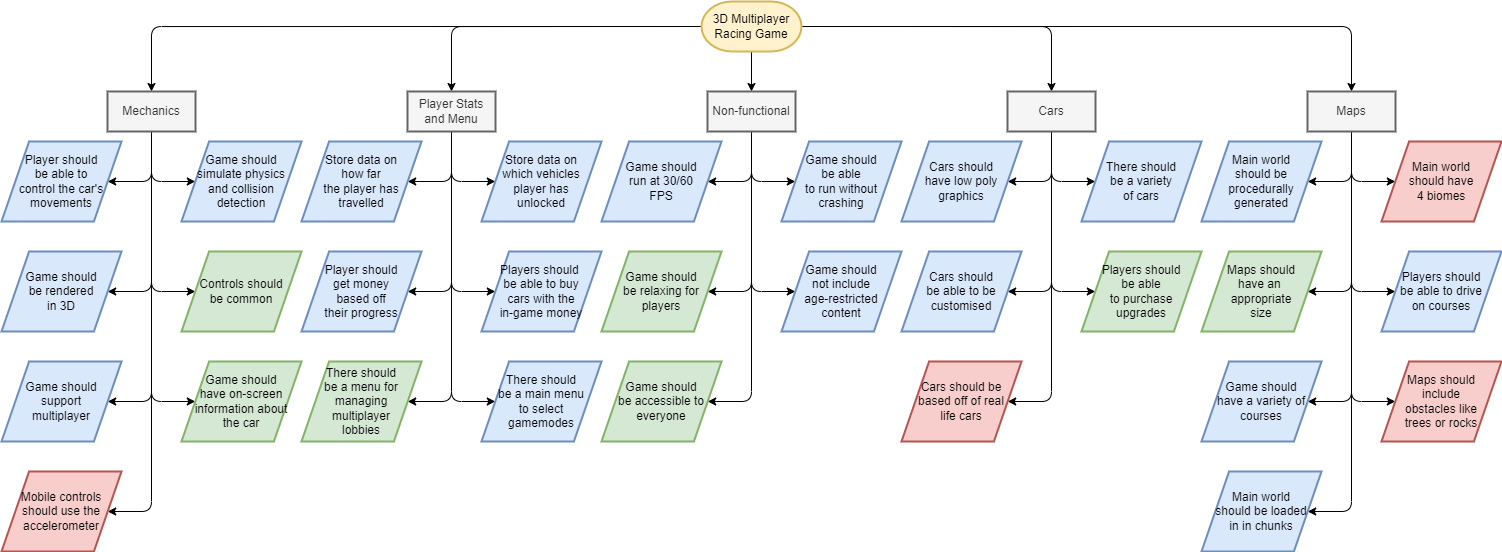 3D Multiplayer
Racing Game
Mechanics
Player Stats
and Menu
Non-functional
Cars
Maps
Player should
be able to
control the car's
movements
Game should
simulate physics
and collision
detection
Store data on
how far
the player has
travelled
Store data on
which vehicles
player has
unlocked
Game should
run at 30/60
FPS
Game should
be able
to run without
crashing
Cars should
have low poly
graphics
There should
be a variety
of cars
Main world
should be
procedurally
generated
Main world
should have
4 biomes
Game should
be rendered
in 3D
Controls should
be common
Player should
get money
based off
their progress
Players should
be able to buy
cars with the
in-game money
Game should
be relaxing for
players
Game should
not include
age-restricted
content
Cars should
be able to be
customised
Players should
be able
to purchase
upgrades
Maps should
have an
appropriate
size
Players should
be able to drive
on courses
Game should
support
multiplayer
Game should
have on-screen
information about
the car
There should
be a menu for
managing
multiplayer
lobbies
There should
be a main menu
to select
gamemodes
Game should
be accessible to
everyone
Cars should be
based off of real
life cars
Game should
have a variety of
courses
Maps should
include
obstacles like
trees or rocks
Mobile controls
should use the
accelerometer
Main world
should be loaded
in in chunks